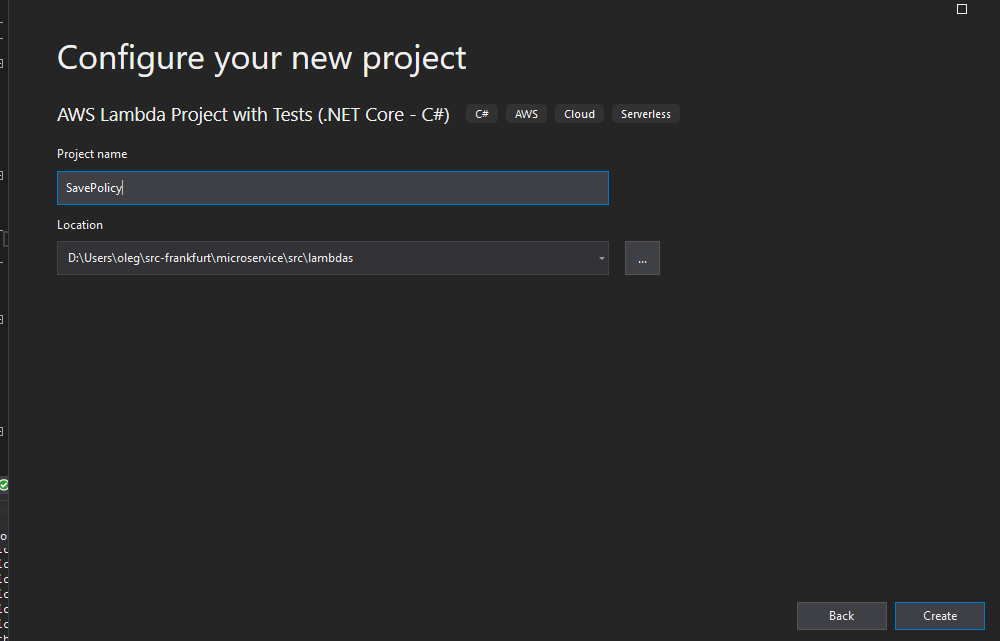 Configure your new project
AWS Lambda Project with Tests (.NET Core - C#) C# AWS Cloud Serverless
Project name
SavePolicy
Location
D:\Users\oleg\src-frankfurt\microservice\src\lambdas
...
Back Create